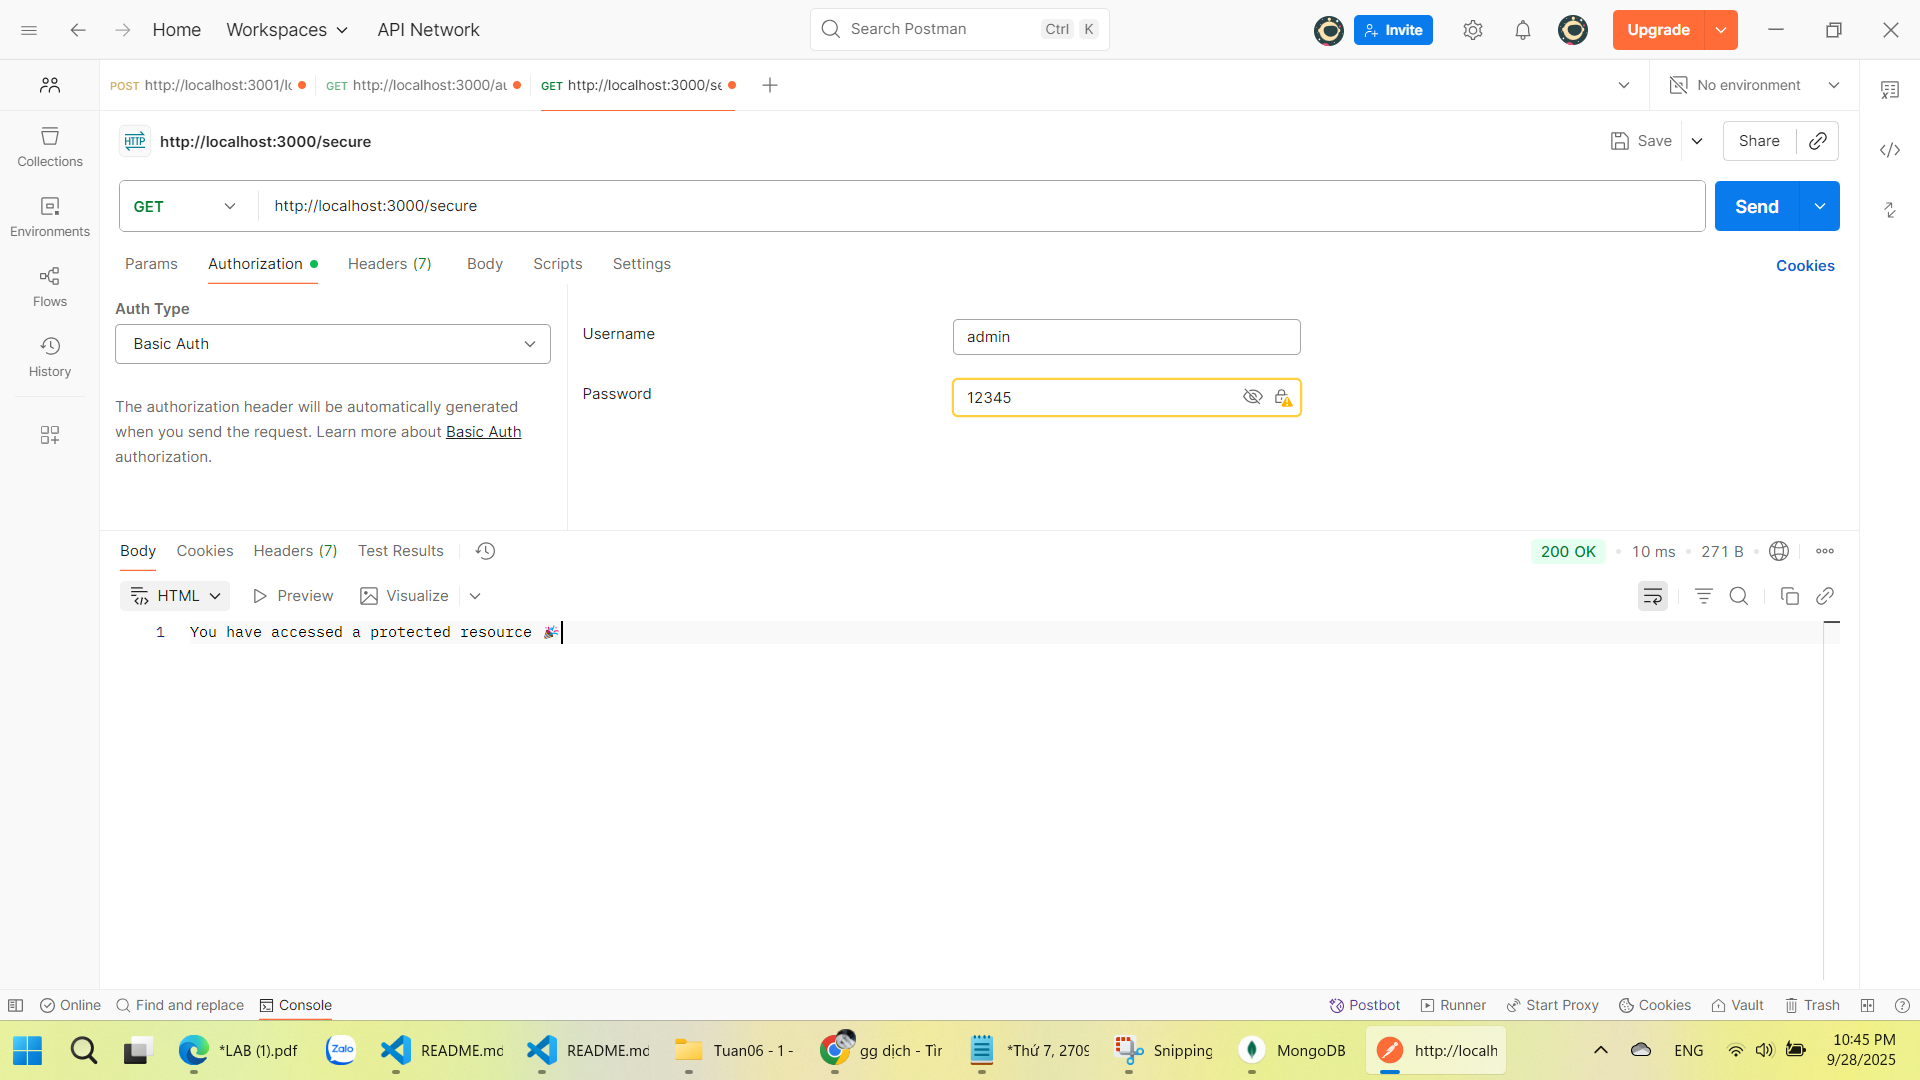 Home
Workspaces
API Network
Search Postman
Ctrl K
Invite
Upgrade
POST http://localhost:3001/lo
GET http://localhost:3000/au
GET http://localhost:3000/se
No environment
Collections
Environments
Flows
History
HTTP http://localhost:3000/secure
Save
Share
GET
http://localhost:3000/secure
Send
Params
Authorization
Headers (7)
Body
Scripts
Settings
Cookies
Auth Type
Basic Auth
The authorization header will be automatically generated
when you send the request. Learn more about Basic Auth
authorization.
Username
admin
Password
12345
Body
Cookies
Headers (7)
Test Results
200 OK
10 ms
271 B
HTML
Preview
Visualize
1 You have accessed a protected resource 🎉
Online
Find and replace
Console
Postbot
Runner
Start Proxy
Cookies
Vault
Trash
*LAB (1).pdf
Zalo
README.md
README.md
Tuan06 - 1 -
gg dịch - Tìr
*Thứ 7, 2709
Snipping
MongoDB
http://localh
ENG
10:45 PM
9/28/2025